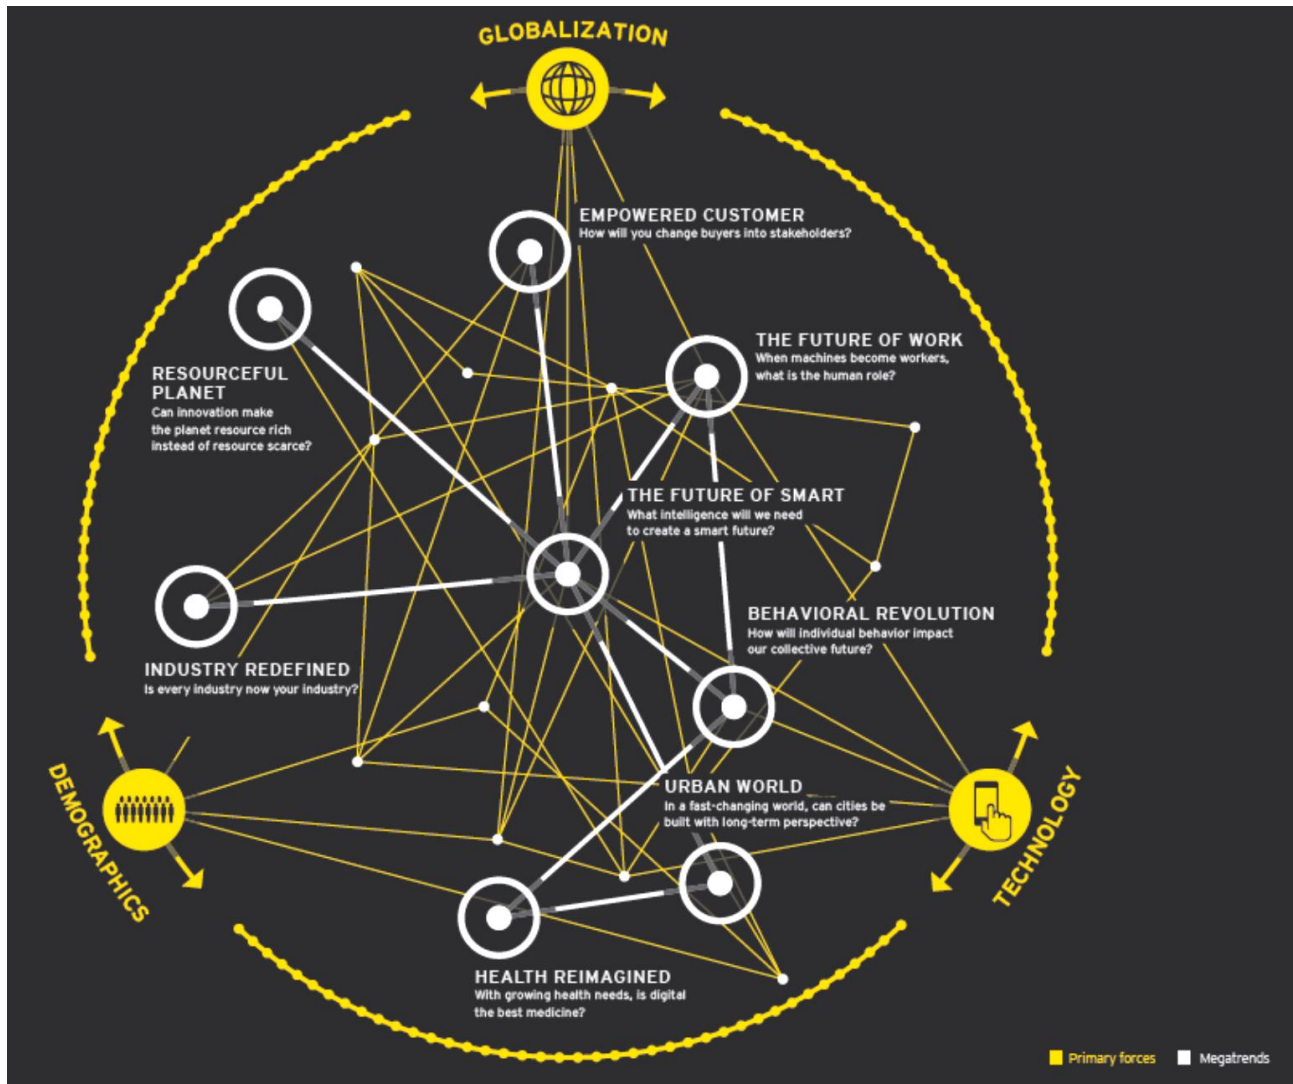 GLOBALIZATION
EMPOWERED CUSTOMER
How will you change buyers into stakeholders?
THE FUTURE OF WORK
When machines become workers,
what is the human role?
RESOURCEFUL
PLANET
Can innovation make
the planet resource rich
instead of resource scarce?
THE FUTURE OF SMART
What intelligence will we need
to create a smart future?
BEHAVIORAL REVOLUTION
How will individual behavior impact
our collective future?
INDUSTRY REDEFINED
Is every industry now your industry?
DEMOGRAPHICS
TECHNOLOGY
URBAN WORLD
In a fast-changing world, can cities be
built with long-term perspective?
HEALTH REIMAGINED
With growing health needs, is digital
the best medicine?
Primary forces
Megatrends